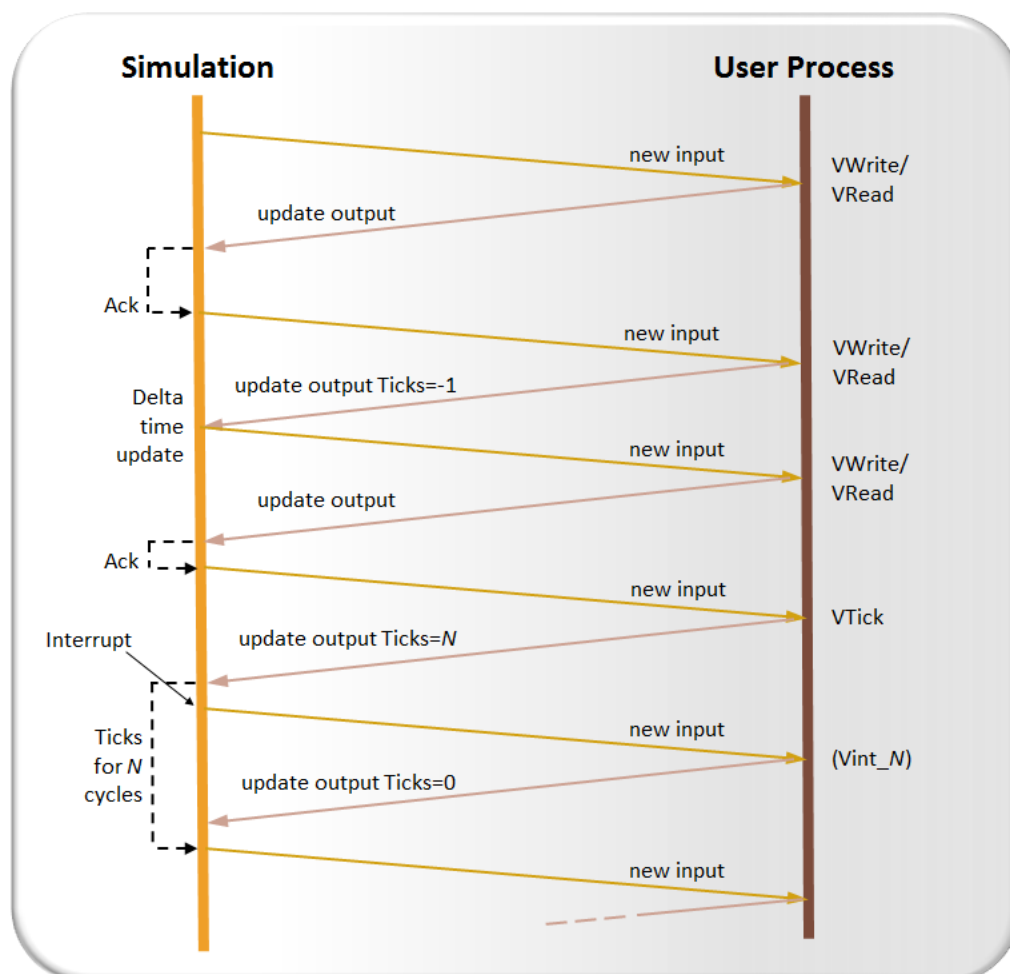 Simulation
User Process
new input
VWrite/
VRead
update output
Ack
new input
VWrite/
VRead
update output Ticks=-1
Delta
time
update
new input
VWrite/
VRead
update output
Ack
new input
VTick
update output Ticks=N
Interrupt
new input
Ticks
for N
cycles
(Vint_N)
update output Ticks=0
new input